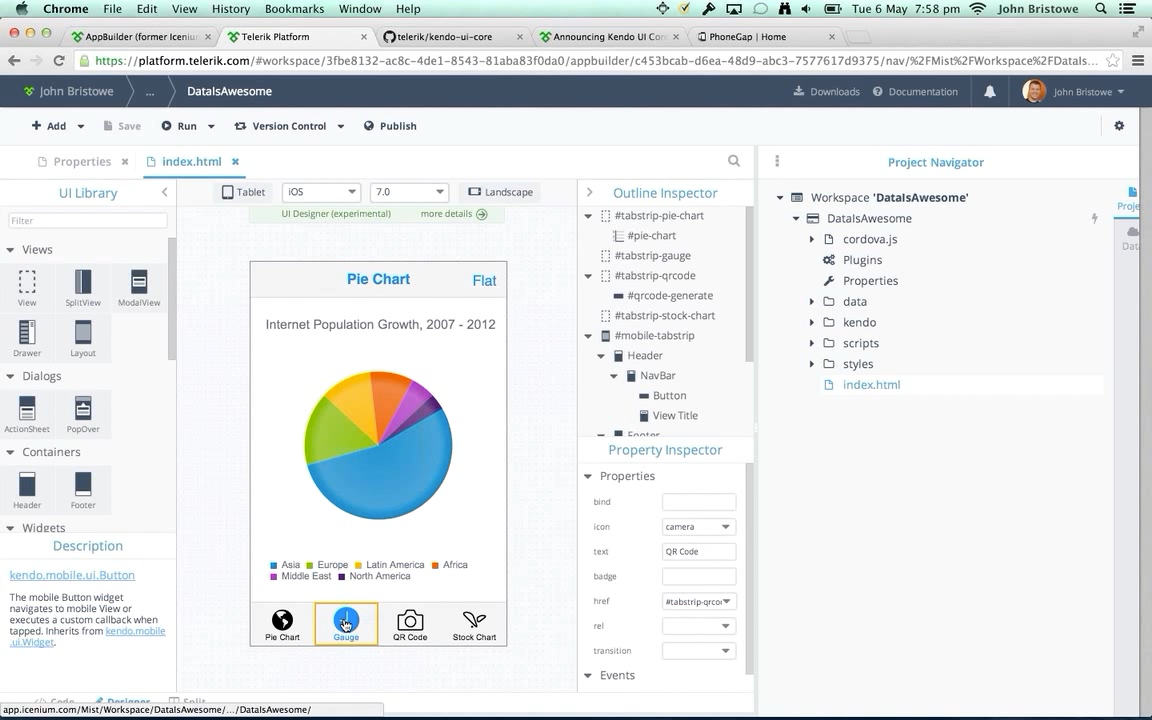 Chrome File Edit View History Bookmarks Window Help Tue 6 May 7:58 pm John Bristowe
AppBuilder (former Icenium Telerik Platform telerik/kendo-ui-core Announcing Kendo UI Cor PhoneGap | Home
https://platform.telerik.com/#workspace/3fbe8132-ac8c-4de1-8543-81aba83f0da0/appbuilder/c453bcab-d6ea-48d9-abc3-7577617d9375/nav/%2FMist%2FWorkspace%2FDataIs...
John Bristowe ... DataIsAwesome Downloads Documentation John Bristowe
Add Save Run Version Control Publish
Properties index.html Project Navigator
UI Library Tablet iOS 7.0 Landscape Outline Inspector
Filter
UI Designer (experimental) more details
Views
View SplitView ModalView
Drawer Layout
Dialogs
ActionSheet PopOver
Containers
Header Footer
Widgets
Description
kendo.mobile.ui.Button
The mobile Button widget
navigates to mobile View or
executes a custom callback when
tapped. Inherits from kendo.mobile
.ui.Widget.
Pie Chart Flat
Internet Population Growth, 2007 - 2012
Asia Europe Latin America Africa
Middle East North America
Pie Chart Gauge QR Code Stock Chart
#tabstrip-pie-chart
#pie-chart
#tabstrip-gauge
#tabstrip-qrcode
#qrcode-generate
#tabstrip-stock-chart
#mobile-tabstrip
Header
NavBar
Button
View Title
Footer
Property Inspector
Properties
bind
icon camera
text QR Code
badge
href #tabstrip-qrco
rel
transition
Events
Workspace 'DataIsAwesome'
DataIsAwesome
cordova.js
Plugins
Properties
data
kendo
scripts
styles
index.html
Proje
Dat
Code Designer Split
app.icenium.com/Mist/Workspace/DataIsAwesome/.../DataIsAwesome/